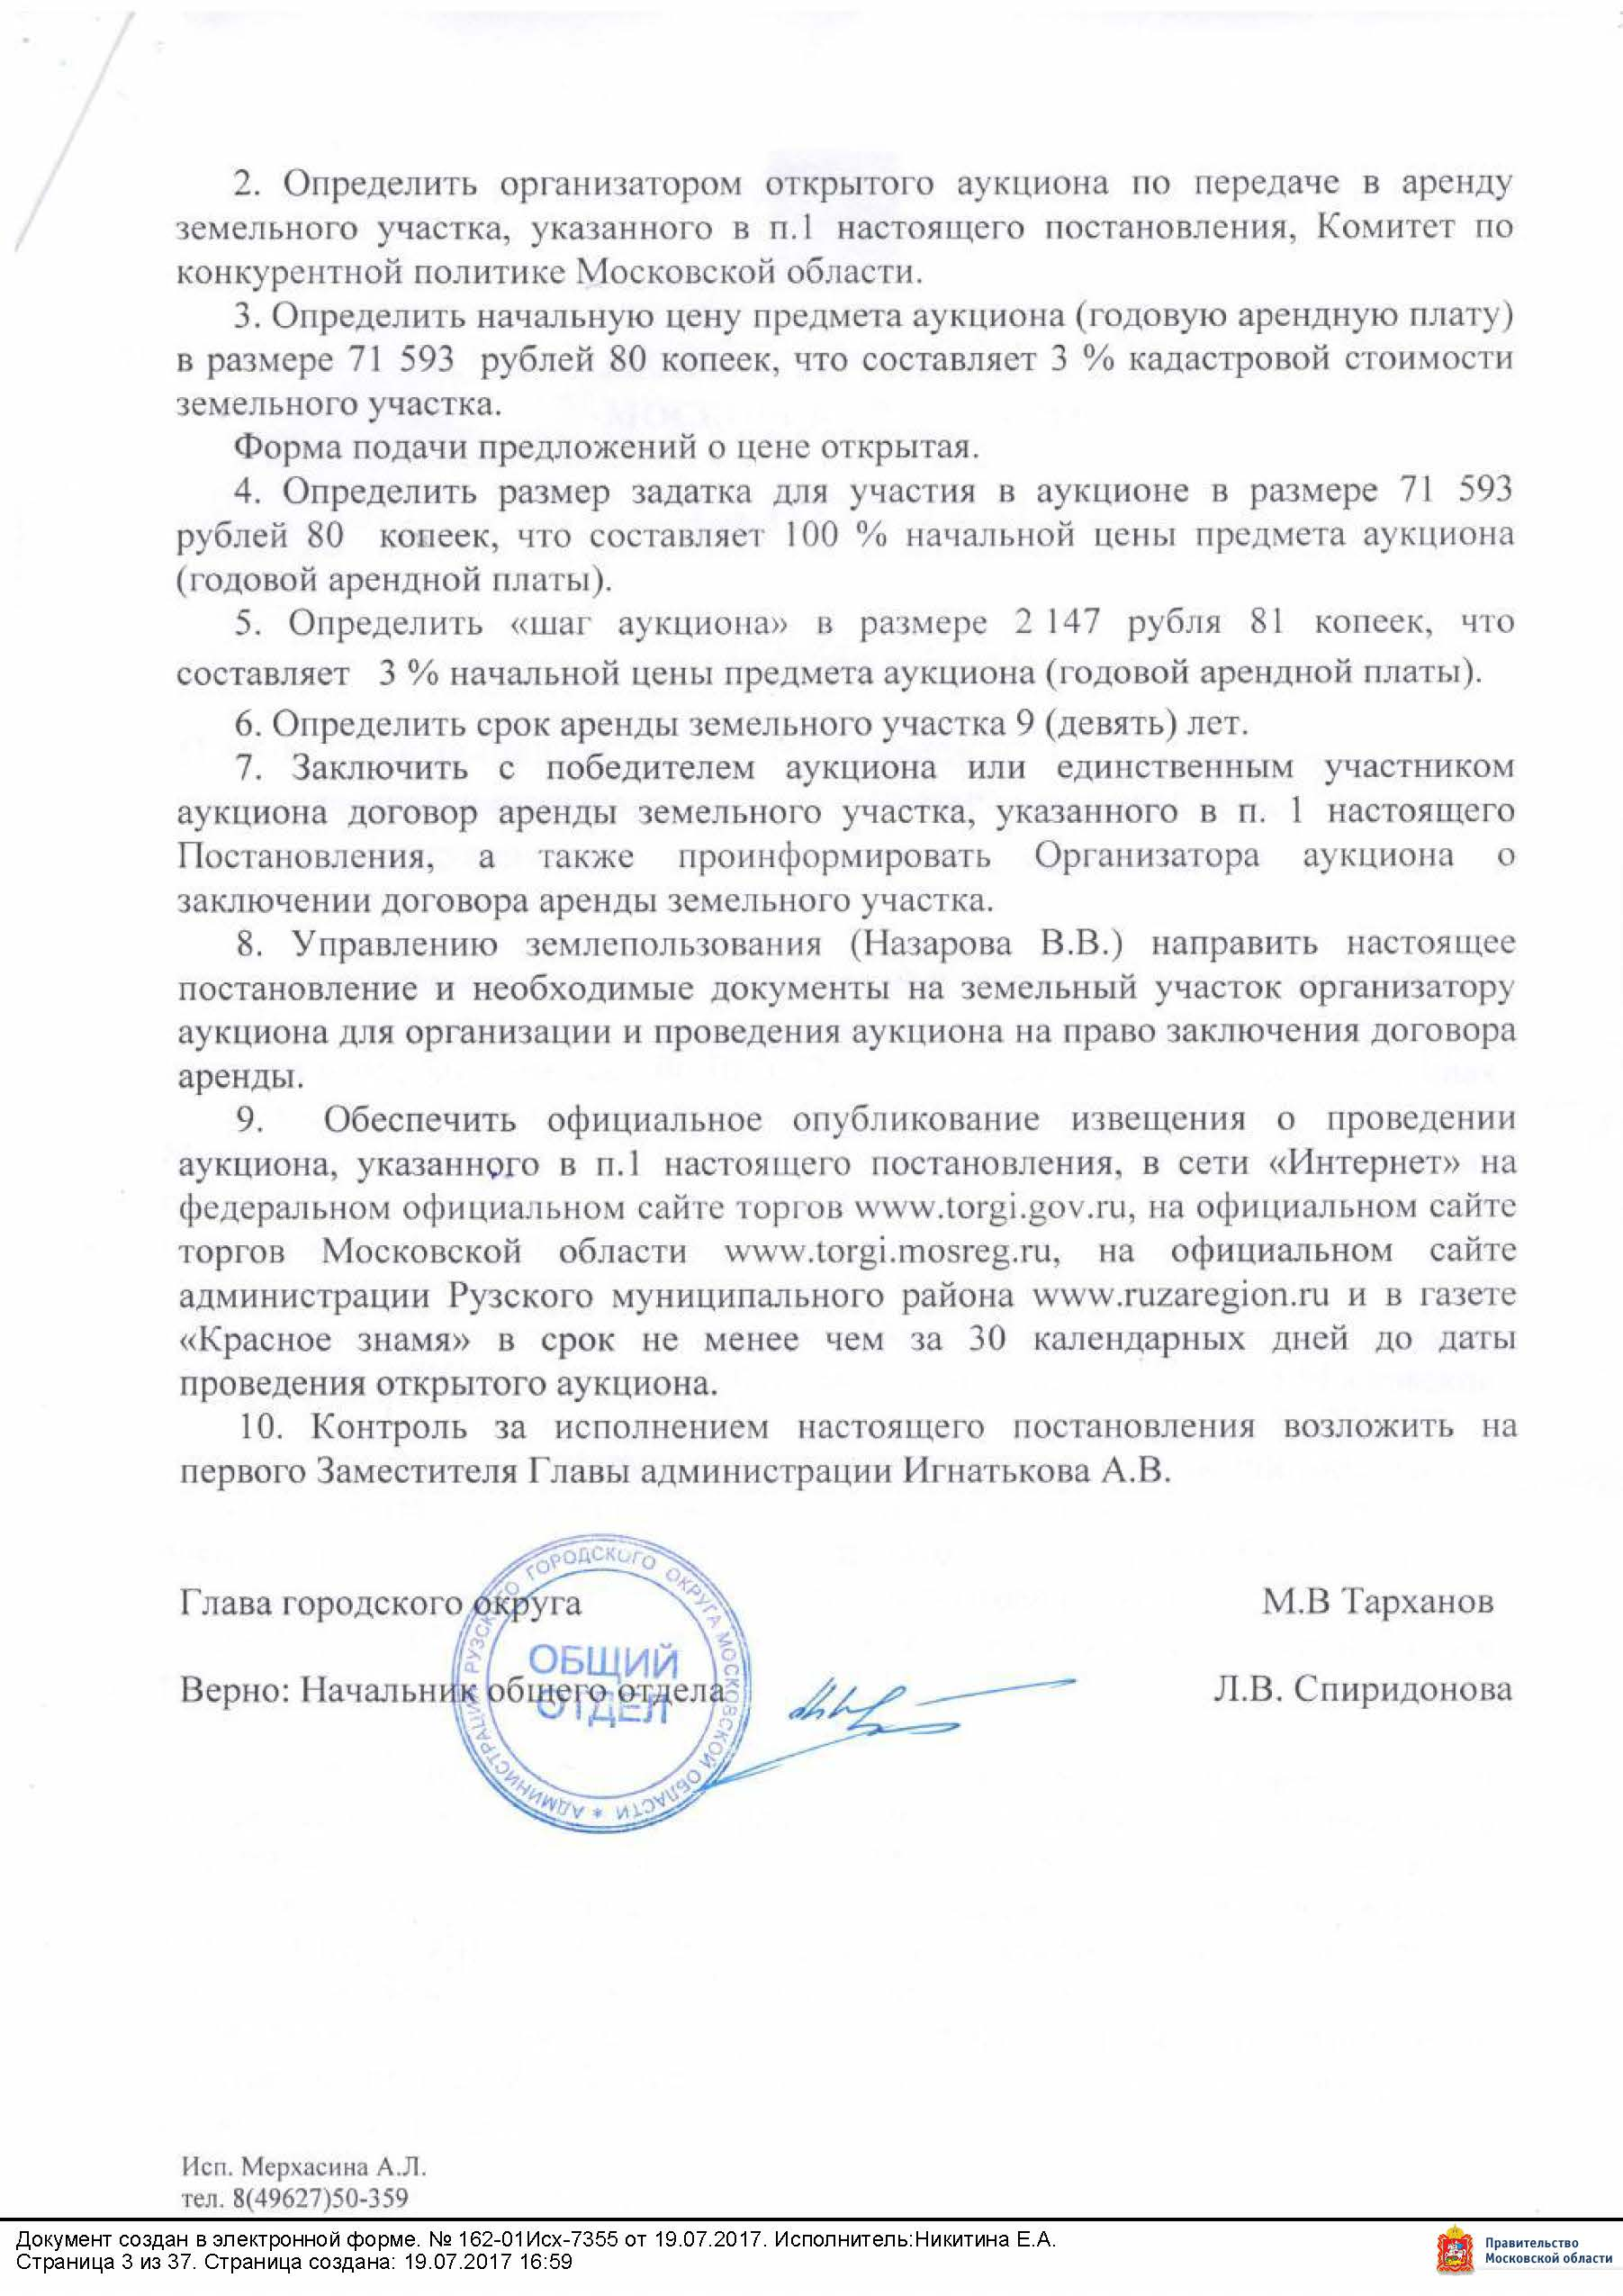 2. Определить организатором открытого аукциона по передаче в аренду
земельного участка, указанного в п.1 настоящего постановления, Комитет по
конкурентной политике Московской области.
3. Определить начальную цену предмета аукциона (годовую арендную плату)
в размере 71 593 рублей 80 копеек, что составляет 3 % кадастровой стоимости
земельного участка.
Форма подачи предложений о цене открытая.
4. Определить размер задатка для участия в аукционе в размере 71 593
рублей 80 копеек, что составляет 100 % начальной цены предмета аукциона
(годовой арендной платы).
5. Определить «шаг аукциона» в размере 2 147 рубля 81 копеек, что
составляет 3 % начальной цены предмета аукциона (годовой арендной платы).
6. Определить срок аренды земельного участка 9 (девять) лет.
7. Заключить с победителем аукциона или единственным участником
аукциона договор аренды земельного участка, указанного в п. 1 настоящего
Постановления, а также проинформировать Организатора аукциона о
заключении договора аренды земельного участка.
8. Управлению землепользования (Назарова В.В.) направить настоящее
постановление и необходимые документы на земельный участок организатору
аукциона для организации и проведения аукциона на право заключения договора
аренды.
9. Обеспечить официальное опубликование извещения о проведении
аукциона, указанного в п.1 настоящего постановления, в сети «Интернет» на
федеральном официальном сайте торгов www.torgi.gov.ru, на официальном сайте
торгов Московской области www.torgi.mosreg.ru, на официальном сайте
администрации Рузского муниципального района www.ruzaregion.ru и в газете
«Красное знамя» в срок не менее чем за 30 календарных дней до даты
проведения открытого аукциона.
10. Контроль за исполнением настоящего постановления возложить на
первого Заместителя Главы администрации Игнатькова А.В.
Глава городского округа М.В Тарханов
АДМИНИСТРАЦИЯ РУЗСКОГО ГОРОДСКОГО ОКРУГА МОСКОВСКОЙ ОБЛАСТИ *
ОБЩИЙ
ОТДЕЛ
Верно: Начальник общего отдела Л.В. Спиридонова
Исп. Мерхасина А.Л.
тел. 8(49627)50-359
Документ создан в электронной форме. № 162-01Исх-7355 от 19.07.2017. Исполнитель:Никитина Е.А.
Страница 3 из 37. Страница создана: 19.07.2017 16:59
Правительство
Московской области